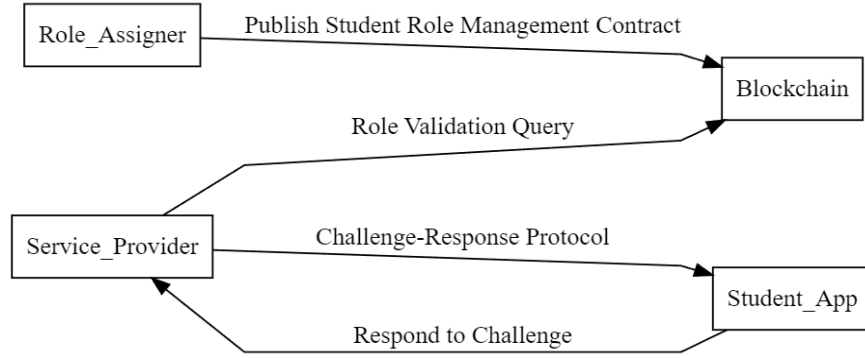 Role_Assigner
Publish Student Role Management Contract
Blockchain
Role Validation Query
Service_Provider
Challenge-Response Protocol
Student_App
Respond to Challenge